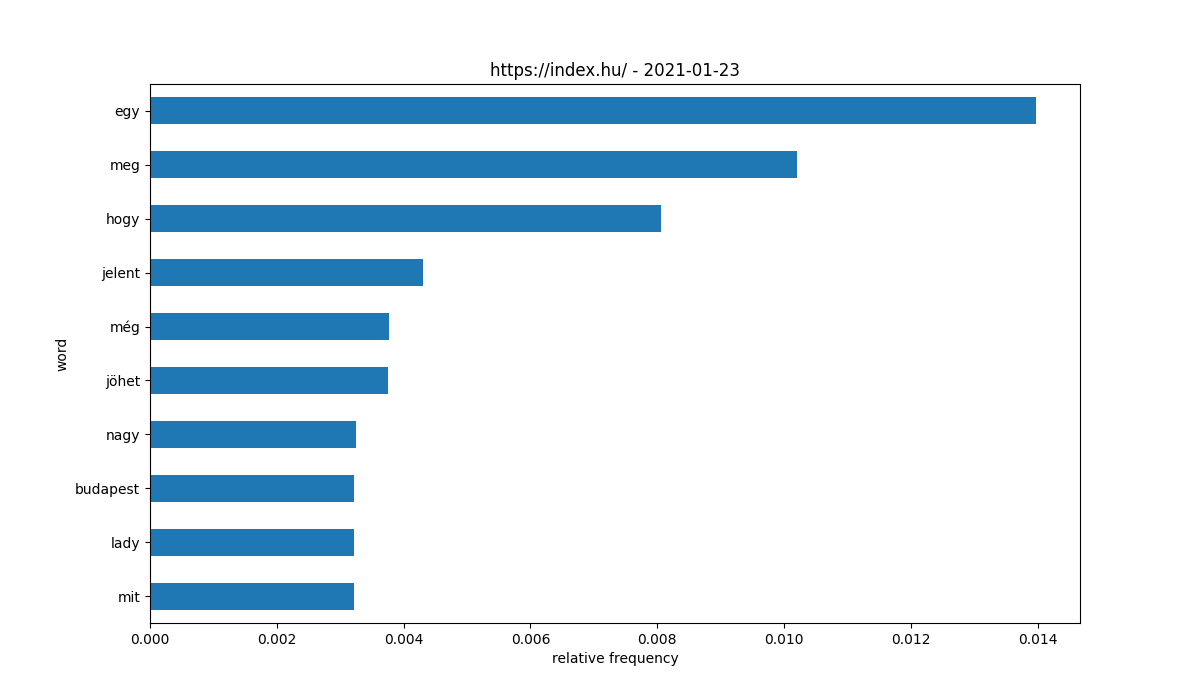 https://index.hu/ - 2021-01-23
egy
meg
hogy
jelent
még
jöhet
nagy
budapest
lady
mit
word
0.000 0.002 0.004 0.006 0.008 0.010 0.012 0.014
relative frequency